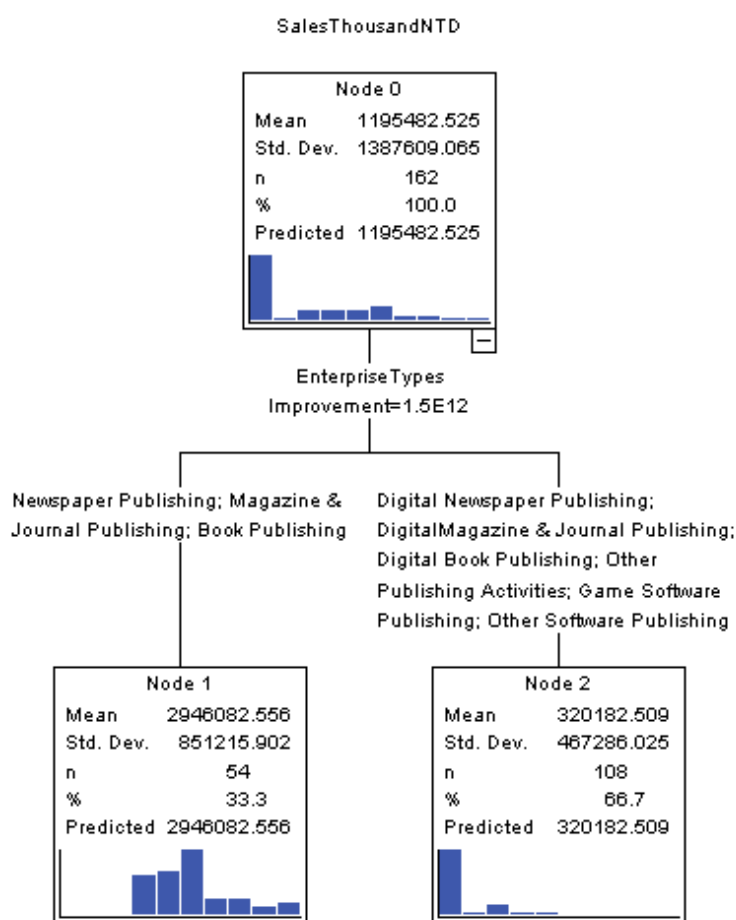 SalesThousandNTD
Node 0
Mean 1195482.525
Std. Dev. 1387609.065
n 162
% 100.0
Predicted 1195482.525
EnterpriseTypes
Improvement=1.5E12
Newspaper Publishing; Magazine &
Journal Publishing; Book Publishing
Digital Newspaper Publishing;
DigitalMagazine & Journal Publishing;
Digital Book Publishing; Other
Publishing Activities; Game Software
Publishing; Other Software Publishing
Node 1
Mean 2946082.556
Std. Dev. 851215.902
n 54
% 33.3
Predicted 2946082.556
Node 2
Mean 320182.509
Std. Dev. 467286.025
n 108
% 66.7
Predicted 320182.509